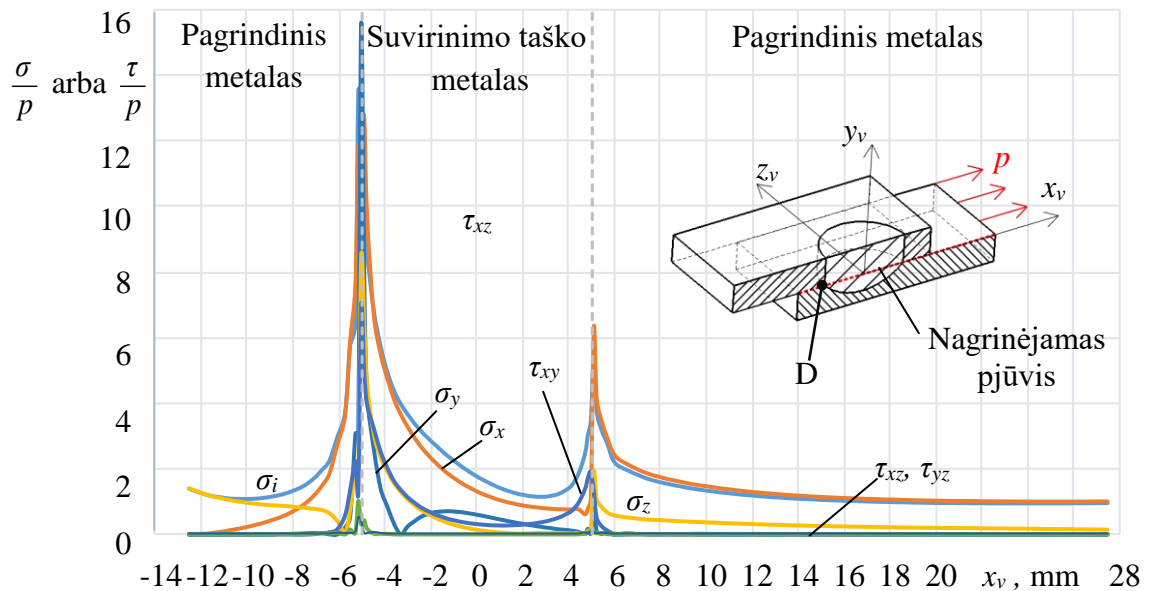 16
14
12
10
8
6
4
2
0
σ/p arba τ/p
Pagrindinis
metalas
Suvirinimo taško
metalas
Pagrindinis metalas
τxz
yv
zv
p
xv
D
Nagrinėjamas
pjūvis
τxy
σy
σx
σi
σz
τxz, τyz
-14 -12 -10 -8 -6 -4 -2 0 2 4 6 8 10 12 14 16 18 20 xv , mm 28